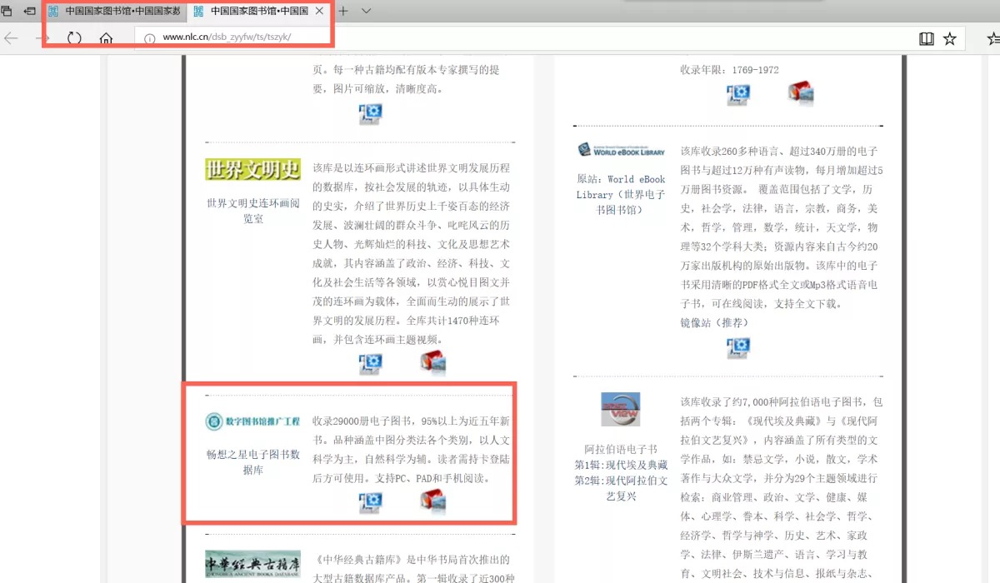 中国国家图书馆•中国国家数
中国国家图书馆•中国国
www.nlc.cn/dsb_zyyfw/ts/tszyk/
页。每一种古籍均配有版本专家撰写的提
要，图片可缩放，清晰度高。
世界文明史
世界文明史连环画阅
览室
该库是以连环画形式讲述世界文明发展历程
的数据库，按社会发展的轨迹，以具体生动
的史实，介绍了世界历史上千姿百态的经济
发展、波澜壮阔的群众斗争、叱咤风云的历
史人物、光辉灿烂的科技、文化及思想艺术
成就，其内容涵盖了政治、经济、科技、文
化及社会生活等各领域，以赏心悦目图文并
茂的连环画为载体，全面而生动的展示了世
界文明的发展历程。全库共计1470种连环
画，并包含连环画主题视频。
数字图书馆推广工程
畅想之星电子图书数
据库
收录29000册电子图书，95%以上为近五年新
书。品种涵盖中图分类法各个类别，以人文
科学为主，自然科学为辅。读者需持卡登陆
后方可使用。支持PC、PAD和手机阅读。
中华经典古籍库
《中华经典古籍库》是中华书局首次推出的
大型古籍数据库产品。第一辑收录了近300种
收录年限：1769-1972
WORLD eBOOK LIBRARY
原站：World eBook
Library（世界电子
书图书馆）
该库收录260多种语言、超过340万册的电子
图书与超过12万种有声读物，每月增加超过5
万册图书资源。 覆盖范围包括了文学，历
史，社会学，法律，语言，宗教，商务，美
术，哲学，管理，数学，统计，天文学，物
理等32个学科大类；资源内容来自古今约20
万家出版机构的原始出版物。该库中的电子
书采用清晰的PDF格式全文或Mp3格式语音电
子书，可在线阅读，支持全文下载。
镜像站（推荐）
VIEW
阿拉伯语电子书
第1辑:现代埃及典藏
第2辑:现代阿拉伯文
艺复兴
该库收录了约7,000种阿拉伯语电子图书，包
括两个专辑：《现代埃及典藏》与《现代阿
拉伯文艺复兴》，内容涵盖了所有类型的文
学作品，如：禁忌文学，小说，散文，学术
著作与大众文学，并分为29个主题领域进行
检索：商业管理、政治、文学、健康、媒
体、心理学、誊本、科学、社会学、哲学、
经济学、哲学与神学、历史、艺术、家政
学、法律、伊斯兰遗产、语言、学习与教
育、文明社会、技术与信息、报纸与杂志、